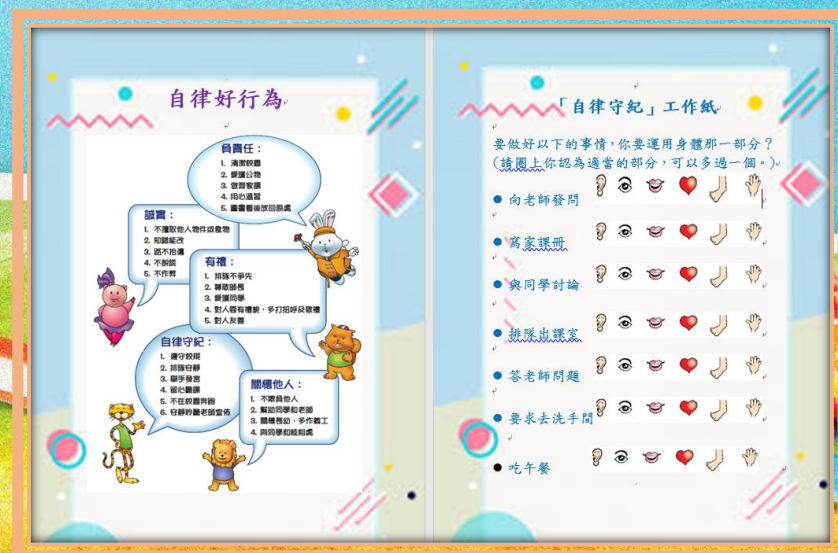 自律好行為
負責任：
1. 清潔校園
2. 愛護公物
3. 做齊家課
4. 用心溫習
5. 圖書看後放回原處
誠實：
1. 不擅取他人物件或食物
2. 知錯能改
3. 路不拾遺
4. 不說謊
5. 不作弊
有禮：
1. 排隊不爭先
2. 尊敬師長
3. 愛護同學
4. 對人要有禮貌、多打招呼及敬禮
5. 對人友善
自律守紀：
1. 遵守校規
2. 排隊安靜
3. 舉手發言
4. 留心聽課
5. 不在校園奔跑
6. 安靜聆聽老師宣佈
關懷他人：
1. 不欺負他人
2. 幫助同學和老師
3. 關懷長幼、多作義工
4. 與同學和睦相處
「自律守紀」工作紙
要做好以下的事情，你要運用身體那一部分？
（請圈上你認為適當的部分，可以多過一個。）
● 向老師發問
● 寫家課冊
● 與同學討論
● 排隊出課室
● 答老師問題
● 要求去洗手間
● 吃午餐